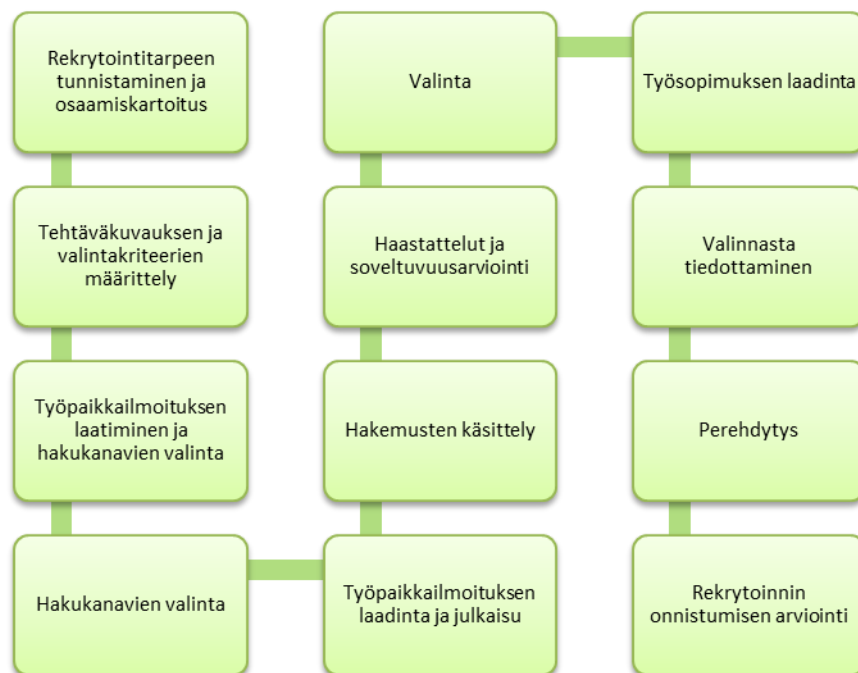 Rekrytointitarpeen
tunnistaminen ja
osaamiskartoitus
Tehtäväkuvauksen ja
valintakriteerien
määrittely
Työpaikkailmoituksen
laatiminen ja
hakukanavien valinta
Hakukanavien valinta
Työpaikkailmoituksen
laadinta ja julkaisu
Hakemusten käsittely
Haastattelut ja
soveltuvuusarviointi
Valinta
Työsopimuksen laadinta
Valinnasta
tiedottaminen
Perehdytys
Rekrytoinnin
onnistumisen arviointi